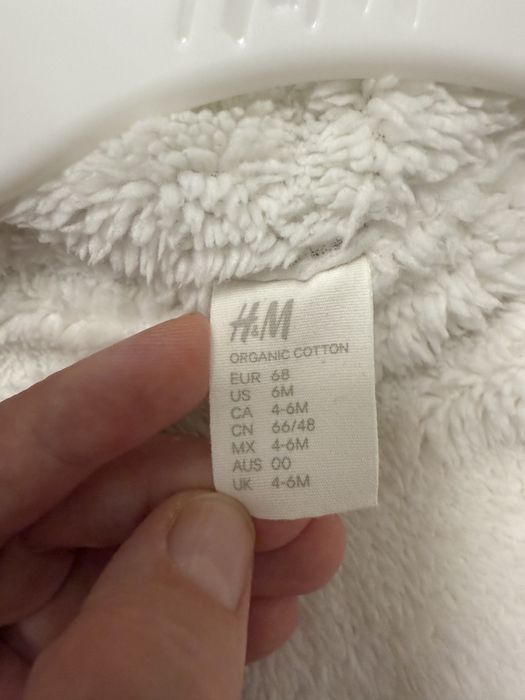 H&M
H&M
ORGANIC COTTON
EUR 68
US 6M
CA 4-6M
CN 66/48
MX 4-6M
AUS 00
UK 4-6M